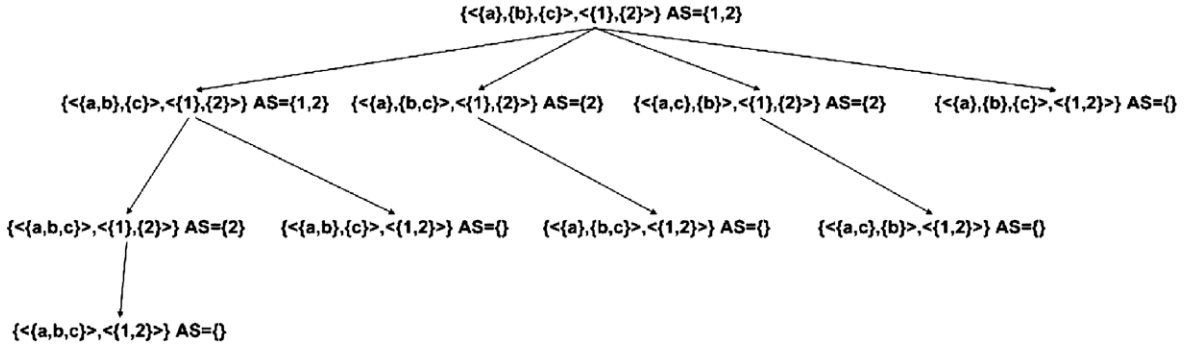 {<{a},{b},{c}>,<{1},{2}>} AS={1,2}
{<{a,b},{c}>,<{1},{2}>} AS={1,2} {<{a},{b,c}>,<{1},{2}>} AS={2} {<{a,c},{b}>,<{1},{2}>} AS={2} {<{a},{b},{c}>,<{1,2}>} AS={}
{<{a,b,c}>,<{1},{2}>} AS={2} {<{a,b},{c}>,<{1,2}>} AS={} {<{a},{b,c}>,<{1,2}>} AS={} {<{a,c},{b}>,<{1,2}>} AS={}
{<{a,b,c}>,<{1,2}>} AS={}